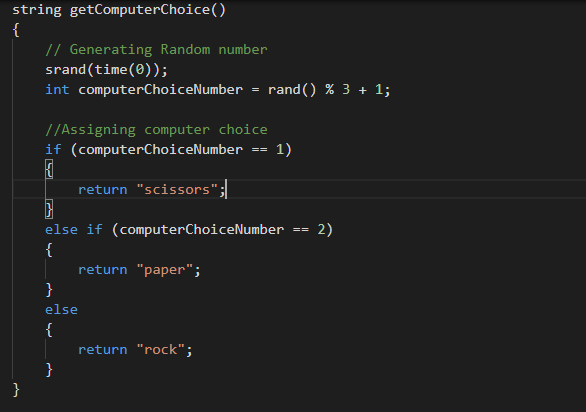 string getComputerChoice()
{
    // Generating Random number
    srand(time(0));
    int computerChoiceNumber = rand() % 3 + 1;

    //Assigning computer choice
    if (computerChoiceNumber == 1)
    {
        return "scissors";
    }
    else if (computerChoiceNumber == 2)
    {
        return "paper";
    }
    else
    {
        return "rock";
    }
}